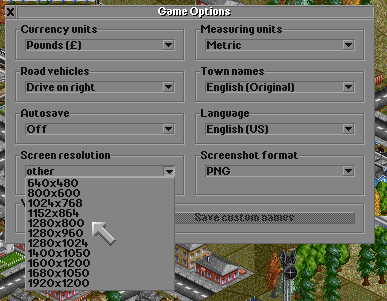 Game Options
Currency units
Measuring units
Pounds (£)
Metric
Road vehicles
Town names
Drive on right
English (Original)
Autosave
Language
Off
English (US)
Screen resolution
Screenshot format
other
PNG
640x480
800x600
1024x768
1152x864
1280x800
1280x960
1280x1024
1400x1050
1600x1200
1680x1050
1920x1200
Save custom names